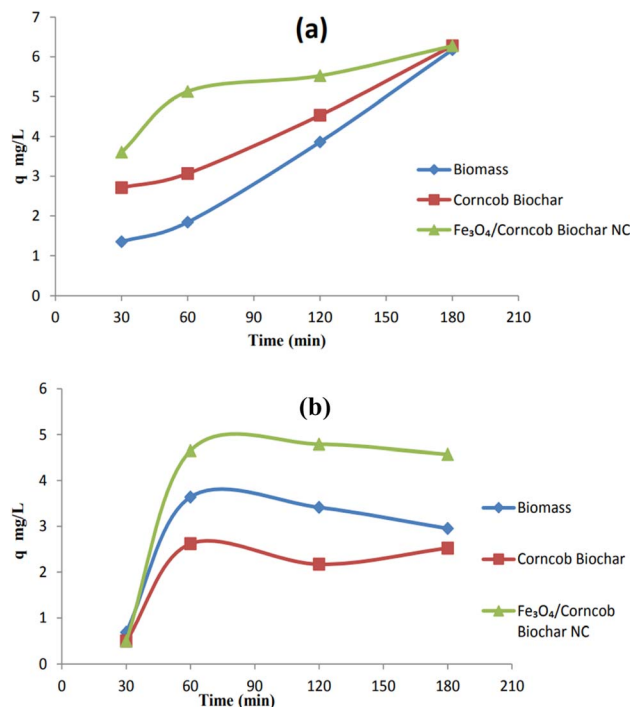 (a)
7
6
5
4
3
2
1
0
q mg/L
0 30 60 90 120 150 180 210
Time (min)
Biomass
Corncob Biochar
Fe₃O₄/Corncob Biochar NC
(b)
6
5
4
3
2
1
0
q mg/L
0 30 60 90 120 150 180 210
Time (min)
Biomass
Corncob Biochar
Fe₃O₄/Corncob
Biochar NC